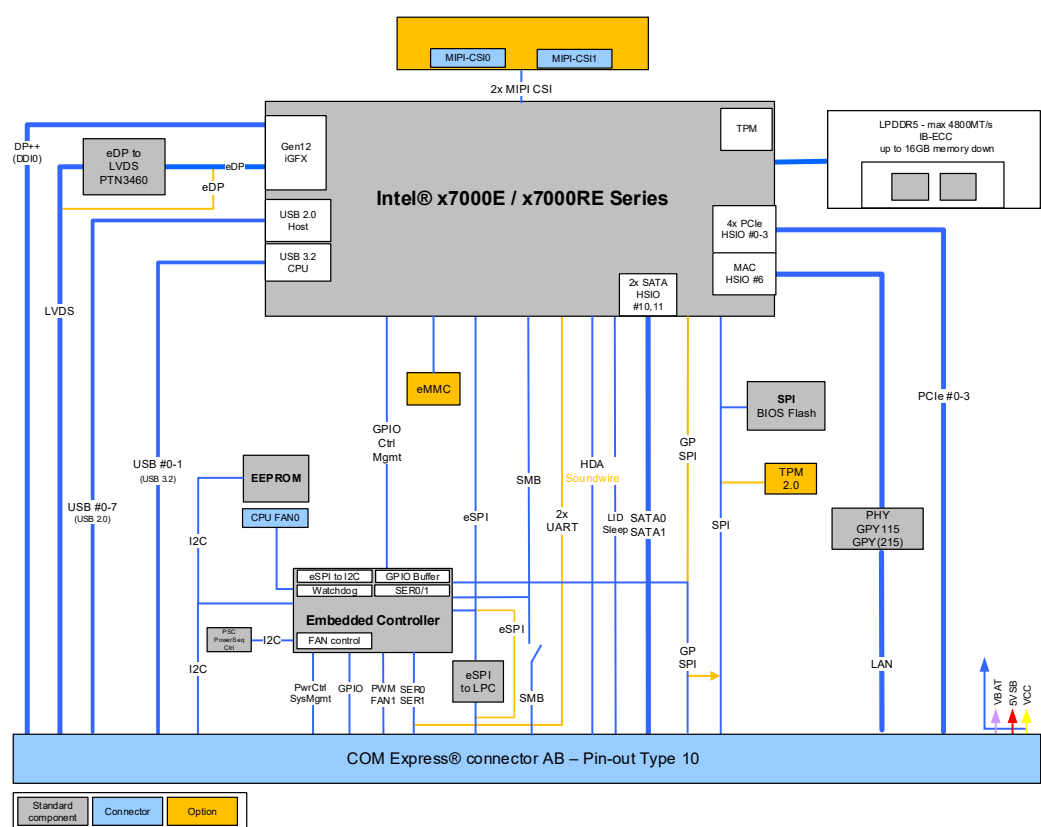 MIPI-CSI0
MIPI-CSI1
2x MIPI CSI
DP++
(DDI0)
eDP to
LVDS
PTN3460
eDP
eDP
Gen12
iGFX
TPM
LPDDR5 - max 4800MT/s
IB-ECC
up to 16GB memory down
Intel® x7000E / x7000RE Series
USB 2.0
Host
USB 3.2
CPU
4x PCIe
HSIO #0-3
MAC
HSIO #6
2x SATA
HSIO
#10,11
LVDS
eMMC
SPI
BIOS Flash
PCIe #0-3
GPIO
Ctrl
Mgmt
GP
SPI
USB #0-1
(USB 3.2)
EEPROM
HDA
Soundwire
SMB
TPM
2.0
USB #0-7
(USB 2.0)
CPU FAN0
eSPI
2x
UART
LID
Sleep
SATA0
SATA1
SPI
PHY
GPY115
GPY(215)
I2C
eSPI to I2C
GPIO Buffer
Watchdog
SER0/1
Embedded Controller
FAN control
PSC
PowerSeq
Ctrl
I2C
eSPI
GP
SPI
LAN
I2C
eSPI
to LPC
PwrCtrl
SysMgmt
GPIO
PWM
FAN1
SER0
SER1
SMB
VBAT
5VSB
VCC
COM Express® connector AB – Pin-out Type 10
Standard
component
Connector
Option